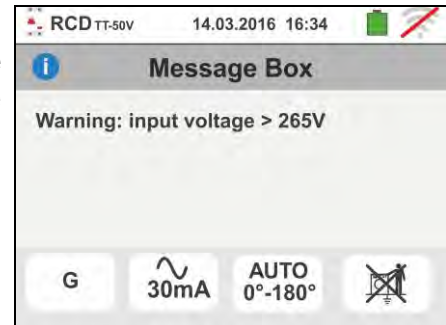 RCD TT-50V 14.03.2016 16:34
Message Box
Warning: input voltage > 265V
G 30mA AUTO
0°-180°